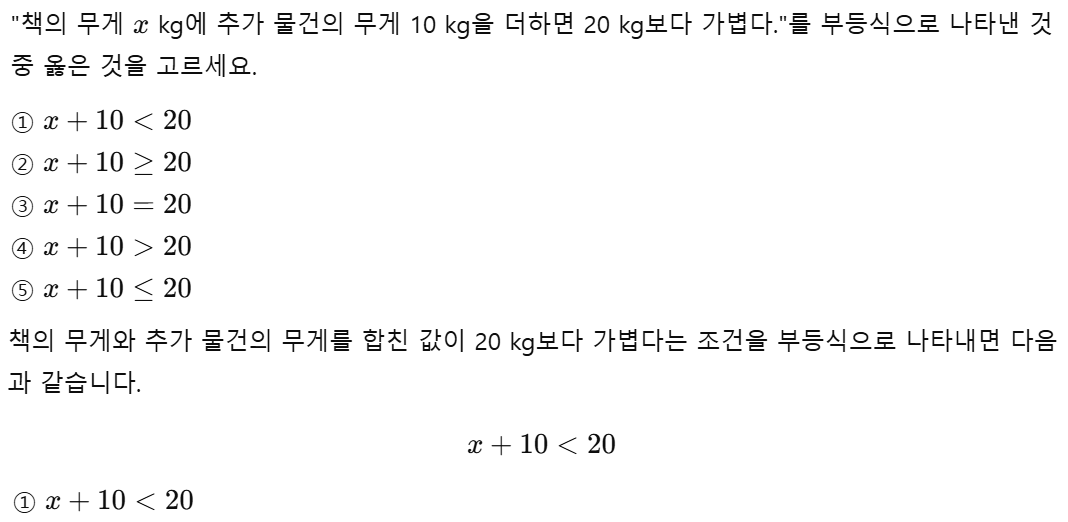 "책의 무게 x kg에 추가 물건의 무게 10 kg을 더하면 20 kg보다 가볍다."를 부등식으로 나타낸 것
중 옳은 것을 고르세요.
① x + 10 < 20
② x + 10 ≥ 20
③ x + 10 = 20
④ x + 10 > 20
⑤ x + 10 ≤ 20
책의 무게와 추가 물건의 무게를 합친 값이 20 kg보다 가볍다는 조건을 부등식으로 나타내면 다음
과 같습니다.
x + 10 < 20
① x + 10 < 20